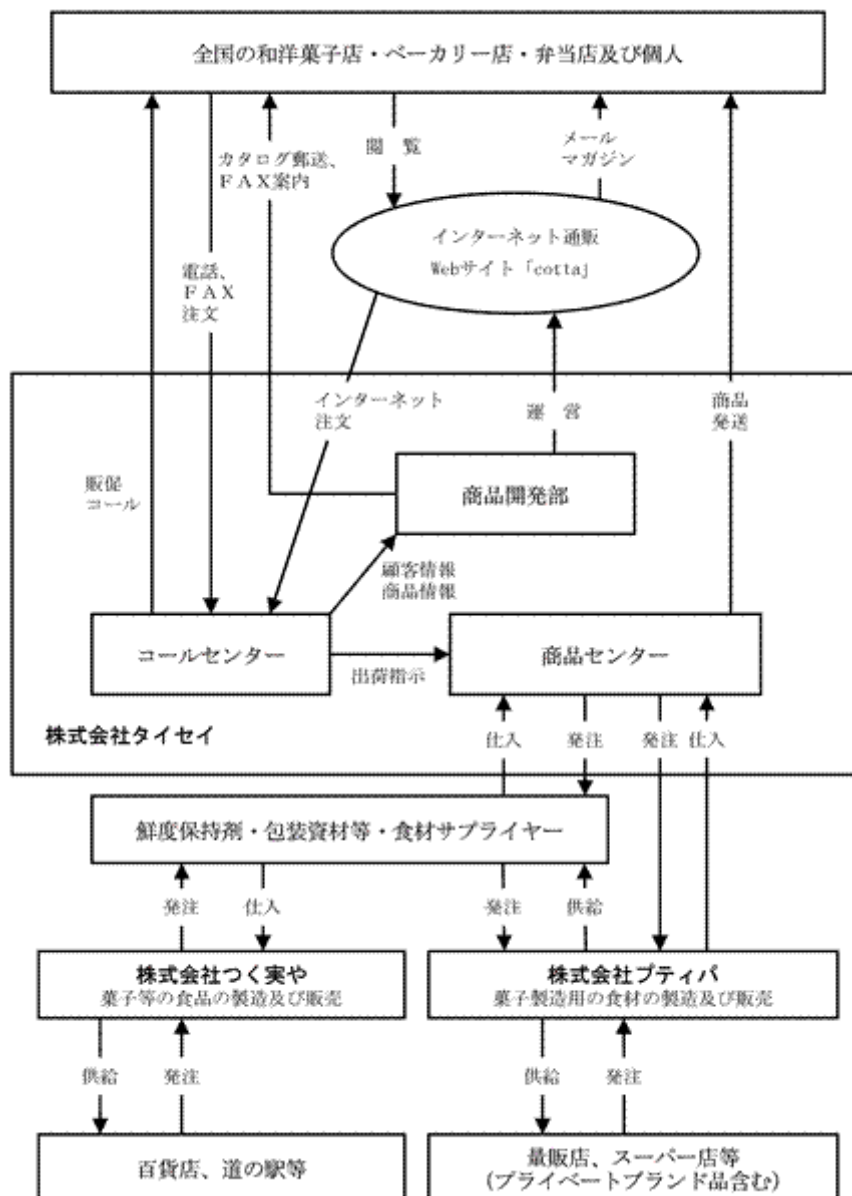 全国の和洋菓子店・ベーカリー店・弁当店及び個人
カタログ郵送、
ＦＡＸ案内
閲　覧
メール
マガジン
インターネット通販
Webサイト「cotta」
電話、
ＦＡＸ
注文
インターネット
注文
運　営
商品
発送
販促
コール
商品開発部
顧客情報
商品情報
コールセンター
出荷指示
商品センター
株式会社タイセイ
仕入
発注
発注
仕入
鮮度保持剤・包装資材等・食材サプライヤー
発注
仕入
発注
供給
株式会社つく実や
菓子等の食品の製造及び販売
株式会社プティパ
菓子製造用の食材の製造及び販売
供給
発注
供給
発注
百貨店、道の駅等
量販店、スーパー店等
(プライベートブランド品含む)